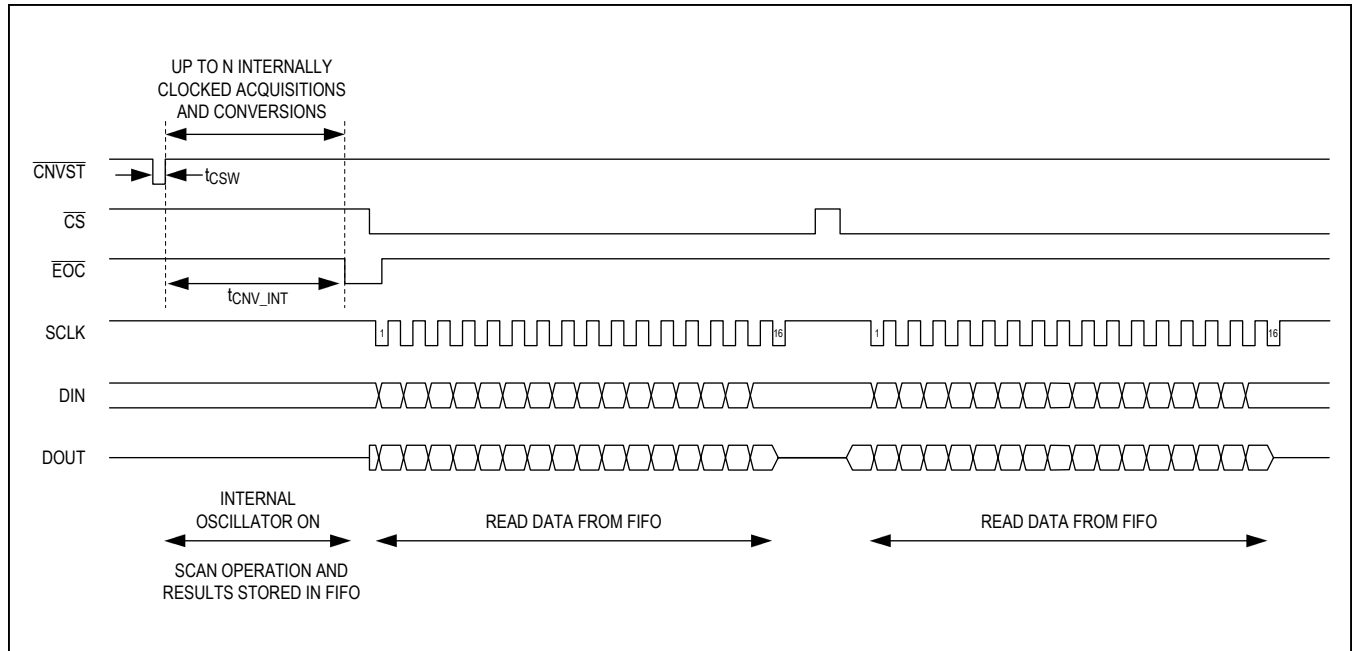 UP TO N INTERNALLY
CLOCKED ACQUISITIONS
AND CONVERSIONS
CNVST
tCSW
CS
EOC
tCNV_INT
SCLK
1
16
1
16
DIN
DOUT
INTERNAL
OSCILLATOR ON
READ DATA FROM FIFO
READ DATA FROM FIFO
SCAN OPERATION AND
RESULTS STORED IN FIFO